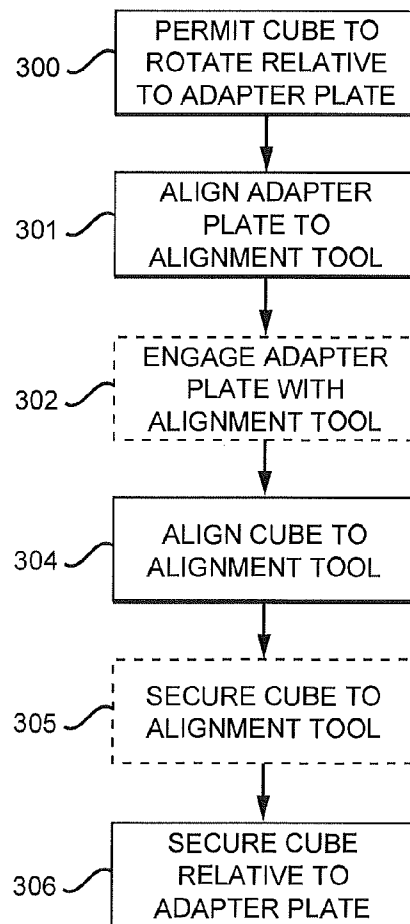 300
PERMIT CUBE TO
ROTATE RELATIVE
TO ADAPTER PLATE
301
ALIGN ADAPTER
PLATE TO
ALIGNMENT TOOL
302
ENGAGE ADAPTER
PLATE WITH
ALIGNMENT TOOL
304
ALIGN CUBE TO
ALIGNMENT TOOL
305
SECURE CUBE TO
ALIGNMENT TOOL
306
SECURE CUBE
RELATIVE TO
ADAPTER PLATE